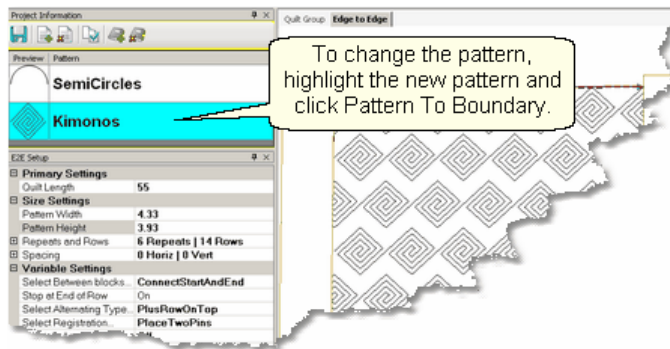 Project Information
Quilt Group Edge to Edge
Preview Pattern
SemiCircles
Kimonos
To change the pattern,
highlight the new pattern and
click Pattern To Boundary.
E2E Setup
Primary Settings
Quilt Length 55
Size Settings
Pattern Width 4.33
Pattern Height 3.93
Repeats and Rows 6 Repeats | 14 Rows
Spacing 0 Horiz | 0 Vert
Variable Settings
Select Between blocks... ConnectStartAndEnd
Stop at End of Row On
Select Alternating Type... PlusRowOnTop
Select Registration... PlaceTwoPins